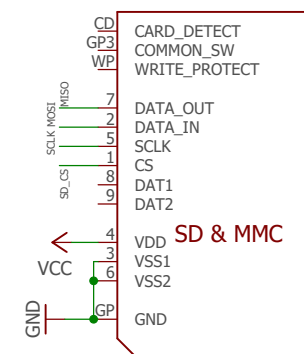 CD CARD_DETECT
GP3 COMMON_SW
WP WRITE_PROTECT
MISO 7 DATA_OUT
MOSI 2 DATA_IN
SCLK 5 SCLK
SD_CS 1 CS
8 DAT1
9 DAT2
4 VDD SD & MMC
VCC 3 VSS1
6 VSS2
GND GP GND